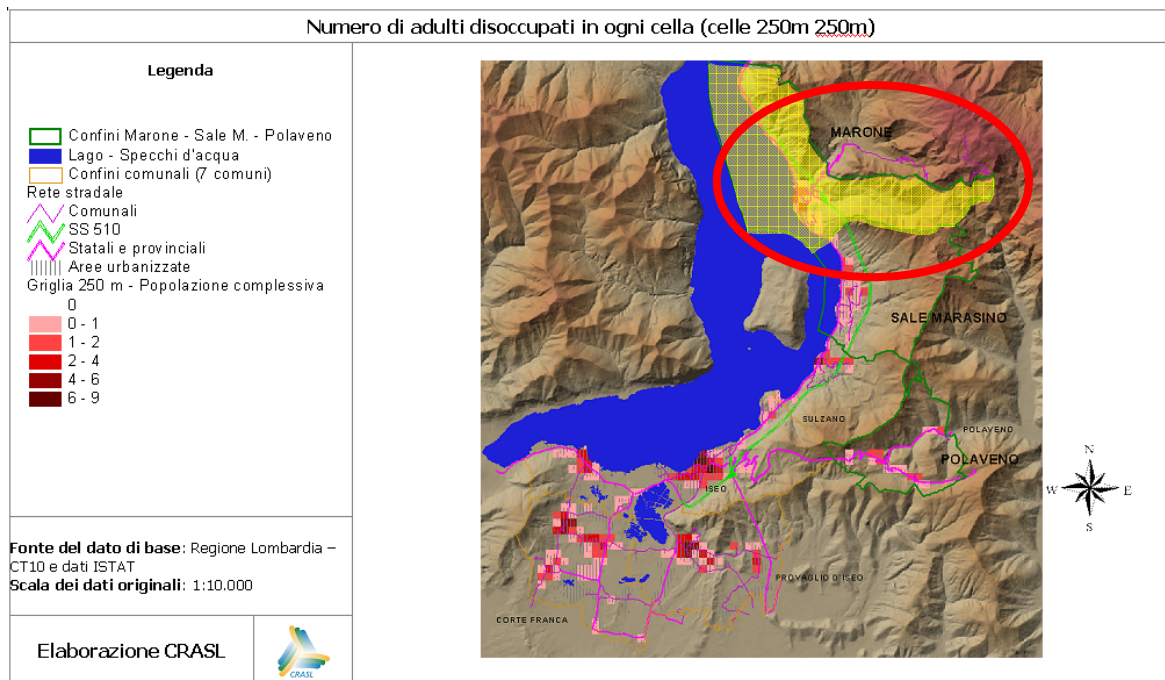 Numero di adulti disoccupati in ogni cella (celle 250m 250m)
Legenda
Confini Marone - Sale M. - Polaveno
Lago - Specchi d'acqua
Confini comunali (7 comuni)
Rete stradale
Comunali
SS 510
Statali e provinciali
Aree urbanizzate
Griglia 250 m - Popolazione complessiva
0
0 - 1
1 - 2
2 - 4
4 - 6
6 - 9
Fonte del dato di base: Regione Lombardia –
CT10 e dati ISTAT
Scala dei dati originali: 1:10.000
Elaborazione CRASL
CRASL
MARONE
SALE MARASINO
SULZANO
POLAVENO
POLAVENO
ISEO
PROVAGLIO D'ISEO
CORTE FRANCA
N
W
E
S